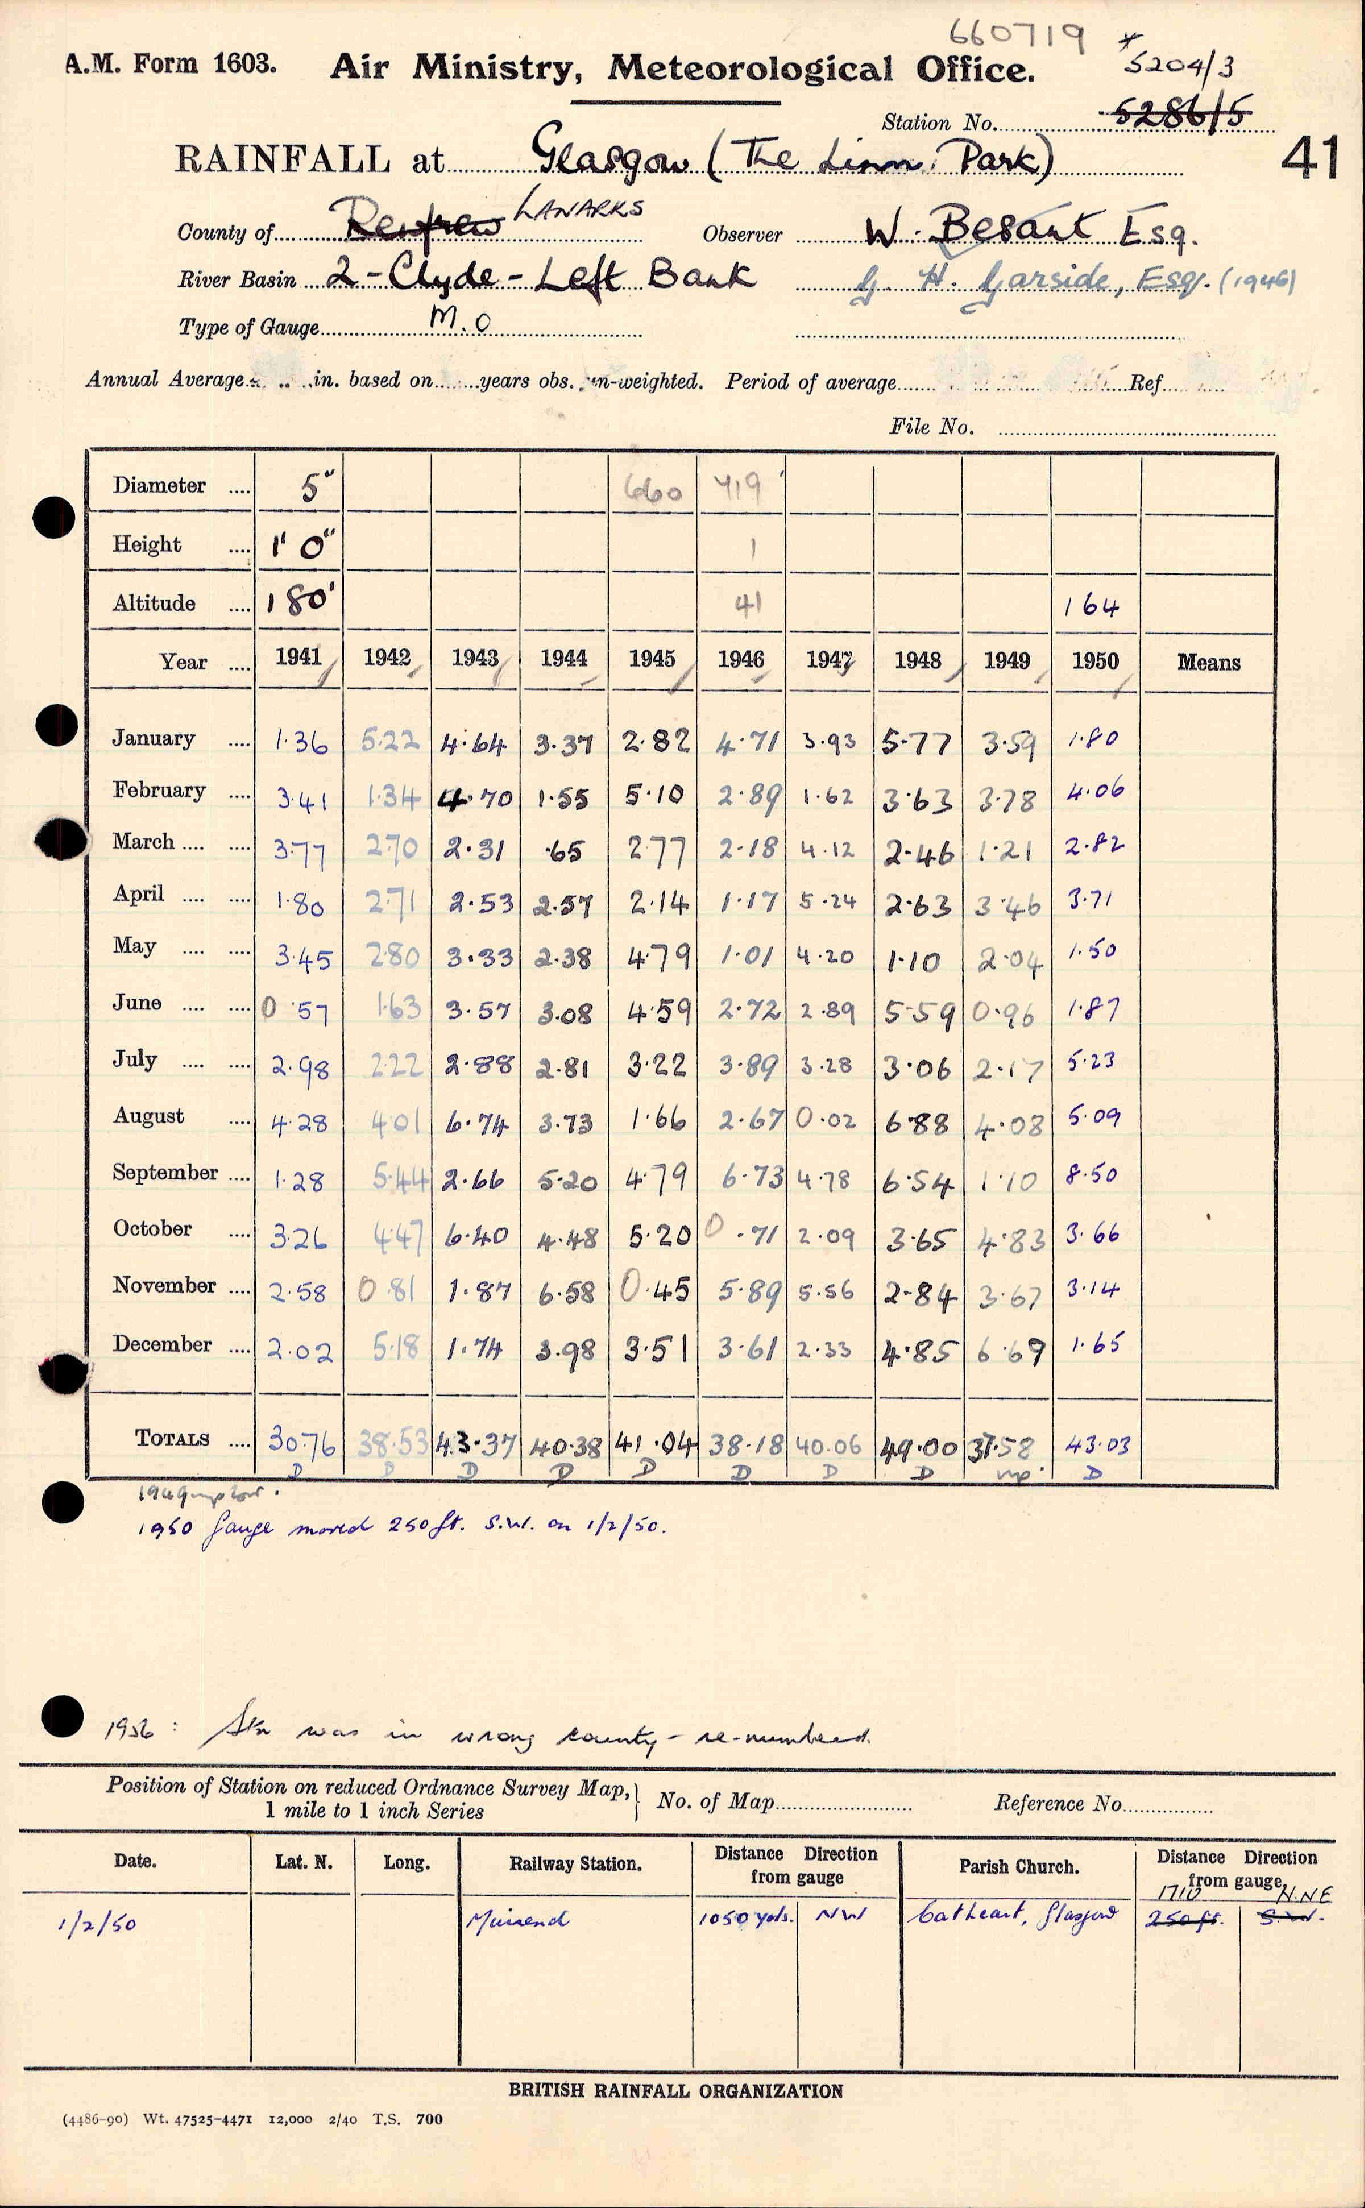 660719
A.M. Form 1603. Air Ministry, Meteorological Office. * 5204/3
Station No. 5286/5
RAINFALL at Glasgow (The Linn Park) 41
County of Renfrew LANARKS Observer W. Besant Esq.
River Basin 2-Clyde-Left Bank G. H. Garside, Esq. (1946)
Type of Gauge M.O
Annual Average in. based on years obs. un-weighted. Period of average Ref
File No.
Diameter 5" 660 719
Height 1' 0" 1
Altitude 180' 41 164
Year 1941 1942 1943 1944 1945 1946 1947 1948 1949 1950 Means
January 1.36 5.22 4.64 3.37 2.82 4.71 3.93 5.77 3.59 1.80
February 3.41 1.34 4.70 1.55 5.10 2.89 1.62 3.63 3.78 4.06
March 3.77 2.70 2.31 .65 2.77 2.18 4.12 2.46 1.21 2.82
April 1.80 2.71 2.53 2.57 2.14 1.17 5.24 2.63 3.46 3.71
May 3.45 2.80 3.33 2.38 4.79 1.01 4.20 1.10 2.04 1.50
June 0.57 1.63 3.57 3.08 4.59 2.72 2.89 5.59 0.96 1.87
July 2.98 2.22 2.88 2.81 3.22 3.89 3.28 3.06 2.17 5.23
August 4.28 4.01 6.74 3.73 1.66 2.67 0.02 6.88 4.08 5.09
September 1.28 5.44 2.66 5.20 4.79 6.73 4.78 6.54 1.10 8.50
October 3.26 4.47 6.40 4.48 5.20 0.71 2.09 3.65 4.83 3.66
November 2.58 0.81 1.87 6.58 0.45 5.89 5.56 2.84 3.67 3.14
December 2.02 5.18 1.74 3.98 3.51 3.61 2.33 4.85 6.69 1.65
TOTALS 30.76 38.53 43.37 40.38 41.04 38.18 40.06 49.00 37.58 43.03
D D D D D D D D mp. D
1949
1950 Gauge moved 250ft. S.W. on 1/2/50.
1956: Stn was in wrong county - re-numbered.
Position of Station on reduced Ordnance Survey Map, 1 mile to 1 inch Series } No. of Map Reference No.
Date. Lat. N. Long. Railway Station. Distance Direction from gauge Parish Church. Distance Direction from gauge
1710 N.NE
1/2/50 Muirend 1050 yds. NW Cathcart, Glasgow 250 ft. S.W.
BRITISH RAINFALL ORGANIZATION
(4486-90) Wt. 47525-4471 12,000 2/40 T.S. 700